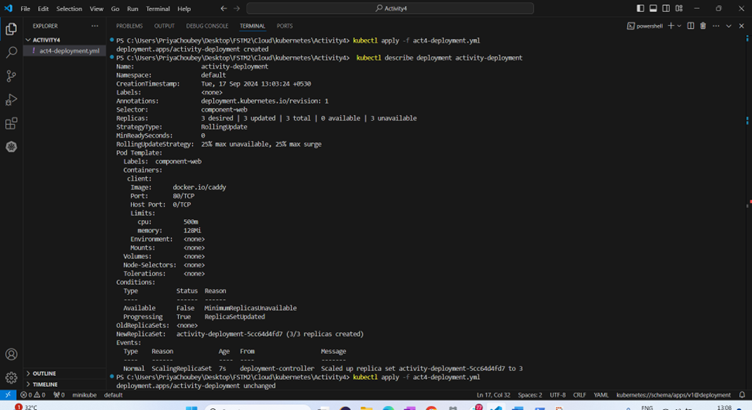 File Edit Selection View Go Run Terminal Help
Activity4
EXPLORER
PROBLEMS OUTPUT DEBUG CONSOLE TERMINAL PORTS
ACTIVITY4
powershell
act4-deployment.yml
PS C:\Users\PriyaChoubey\Desktop\FSTM2\Cloud\kubernetes\Activity4> kubectl apply -f act4-deployment.yml
deployment.apps/activity-deployment created
PS C:\Users\PriyaChoubey\Desktop\FSTM2\Cloud\kubernetes\Activity4> kubectl describe deployment activity-deployment
Name: activity-deployment
Namespace: default
CreationTimestamp: Tue, 17 Sep 2024 13:03:24 +0530
Labels: <none>
Annotations: deployment.kubernetes.io/revision: 1
Selector: component=web
Replicas: 3 desired | 3 updated | 3 total | 0 available | 3 unavailable
StrategyType: RollingUpdate
MinReadySeconds: 0
RollingUpdateStrategy: 25% max unavailable, 25% max surge
Pod Template:
Labels: component=web
Containers:
client:
Image: docker.io/caddy
Port: 80/TCP
Host Port: 0/TCP
Limits:
cpu: 500m
memory: 128Mi
Environment: <none>
Mounts: <none>
Volumes: <none>
Node-Selectors: <none>
Tolerations: <none>
Conditions:
Type Status Reason
---- ------ ------
Available False MinimumReplicasUnavailable
Progressing True ReplicaSetUpdated
OldReplicaSets: <none>
NewReplicaSet: activity-deployment-5cc64d4fd7 (3/3 replicas created)
Events:
Type Reason Age From Message
---- ------ ---- ---- -------
Normal ScalingReplicaSet 7s deployment-controller Scaled up replica set activity-deployment-5cc64d4fd7 to 3
PS C:\Users\PriyaChoubey\Desktop\FSTM2\Cloud\kubernetes\Activity4> kubectl apply -f act4-deployment.yml
deployment.apps/activity-deployment unchanged
OUTLINE
TIMELINE
0 0 0 minikube default
Ln 17, Col 32 Spaces: 2 UTF-8 CRLF YAML kubernetes://schema/apps/v1@deployment
32°C
ENG
13:08